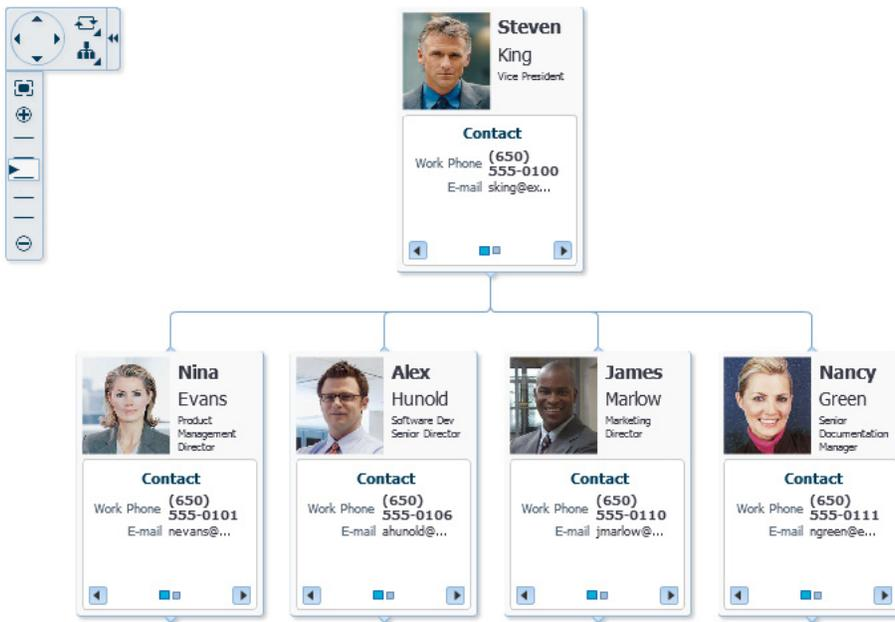 Steven
King
Vice President
Contact
Work Phone (650)
555-0100
E-mail sking@ex...
Nina
Evans
Product
Management
Director
Contact
Work Phone (650)
555-0101
E-mail nevans@...
Alex
Hunold
Software Dev
Senior Director
Contact
Work Phone (650)
555-0106
E-mail ahunold@...
James
Marlow
Marketing
Director
Contact
Work Phone (650)
555-0110
E-mail jmarlow@...
Nancy
Green
Senior
Documentation
Manager
Contact
Work Phone (650)
555-0111
E-mail ngreen@e...